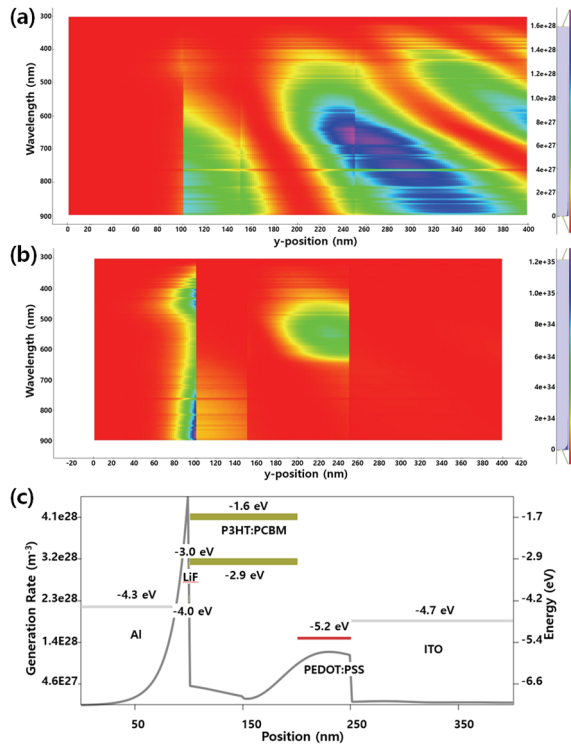 (a)
300
400
500
600
700
800
900
Wavelength (nm)
0 20 40 60 80 100 120 140 160 180 200 220 240 260 280 300 320 340 360 380 400
y-position (nm)
1.6e+28
1.4e+28
1.2e+28
1.0e+28
8e+27
6e+27
4e+27
2e+27
0
(b)
300
400
500
600
700
800
900
Wavelength (nm)
-20 0 20 40 60 80 100 120 140 160 180 200 220 240 260 280 300 320 340 360 380 400 420
y-position (nm)
1.2e+35
1.0e+35
8e+34
6e+34
4e+34
2e+34
0
(c)
4.1e28
3.2e28
2.3e28
1.4e28
4.6E27
Generation Rate (m⁻³)
-1.6 eV
P3HT:PCBM
-3.0 eV
LiF
-2.9 eV
-4.3 eV
-4.0 eV
Al
-5.2 eV
PEDOT:PSS
-4.7 eV
ITO
-1.7
-2.9
-4.2
-5.4
-6.6
Energy (eV)
50 150 250 350
Position (nm)